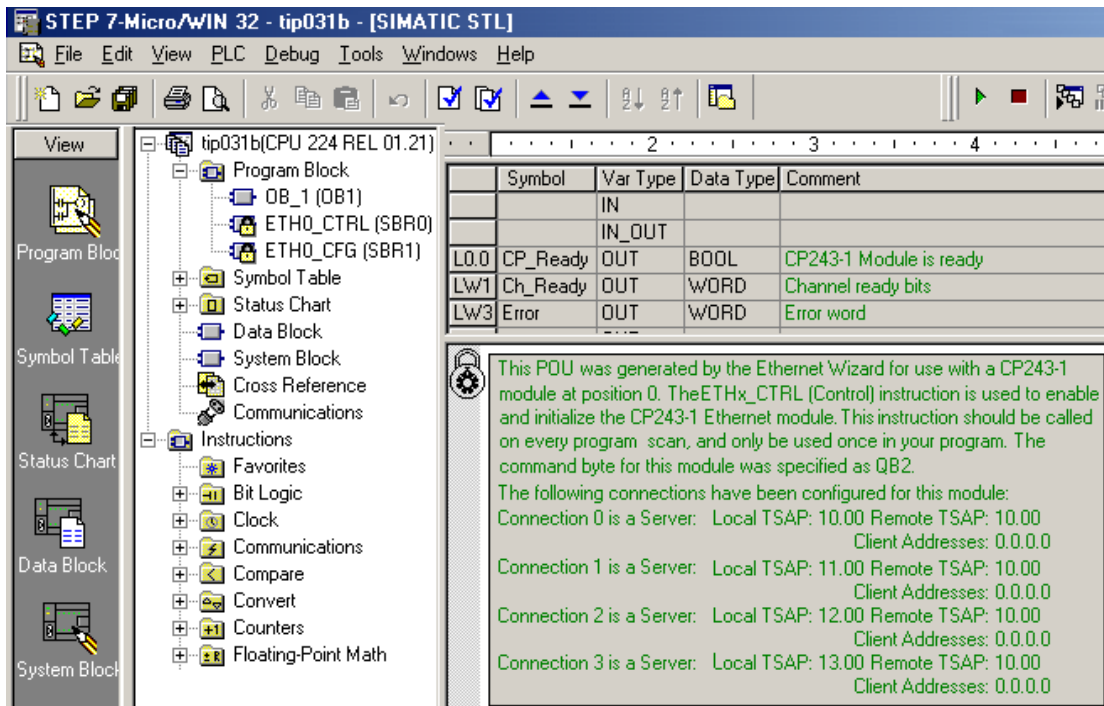 STEP 7-Micro/WIN 32 - tip031b - [SIMATIC STL]
File Edit View PLC Debug Tools Windows Help
View
Program Bloc
Symbol Table
Status Chart
Data Block
System Block
tip031b(CPU 224 REL 01.21)
Program Block
OB_1 (OB1)
ETH0_CTRL (SBR0)
ETH0_CFG (SBR1)
Symbol Table
Status Chart
Data Block
System Block
Cross Reference
Communications
Instructions
Favorites
Bit Logic
Clock
Communications
Compare
Convert
Counters
Floating-Point Math
2 3 4
Symbol Var Type Data Type Comment
IN
IN_OUT
L0.0 CP_Ready OUT BOOL CP243-1 Module is ready
LW1 Ch_Ready OUT WORD Channel ready bits
LW3 Error OUT WORD Error word
This POU was generated by the Ethernet Wizard for use with a CP243-1
module at position 0. TheETHx_CTRL (Control) instruction is used to enable
and initialize the CP243-1 Ethernet module. This instruction should be called
on every program scan, and only be used once in your program. The
command byte for this module was specified as QB2.
The following connections have been configured for this module:
Connection 0 is a Server: Local TSAP: 10.00 Remote TSAP: 10.00
Client Addresses: 0.0.0.0
Connection 1 is a Server: Local TSAP: 11.00 Remote TSAP: 10.00
Client Addresses: 0.0.0.0
Connection 2 is a Server: Local TSAP: 12.00 Remote TSAP: 10.00
Client Addresses: 0.0.0.0
Connection 3 is a Server: Local TSAP: 13.00 Remote TSAP: 10.00
Client Addresses: 0.0.0.0